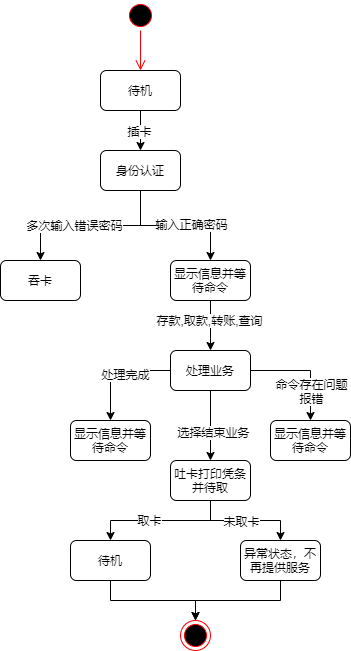 待机
插卡
身份认证
多次输入错误密码
输入正确密码
吞卡
显示信息并等
待命令
存款,取款,转账,查询
处理业务
处理完成
命令存在问题
报错
显示信息并等
待命令
选择结束业务
显示信息并等
待命令
吐卡打印凭条
并待取
取卡
未取卡
待机
异常状态，不
再提供服务